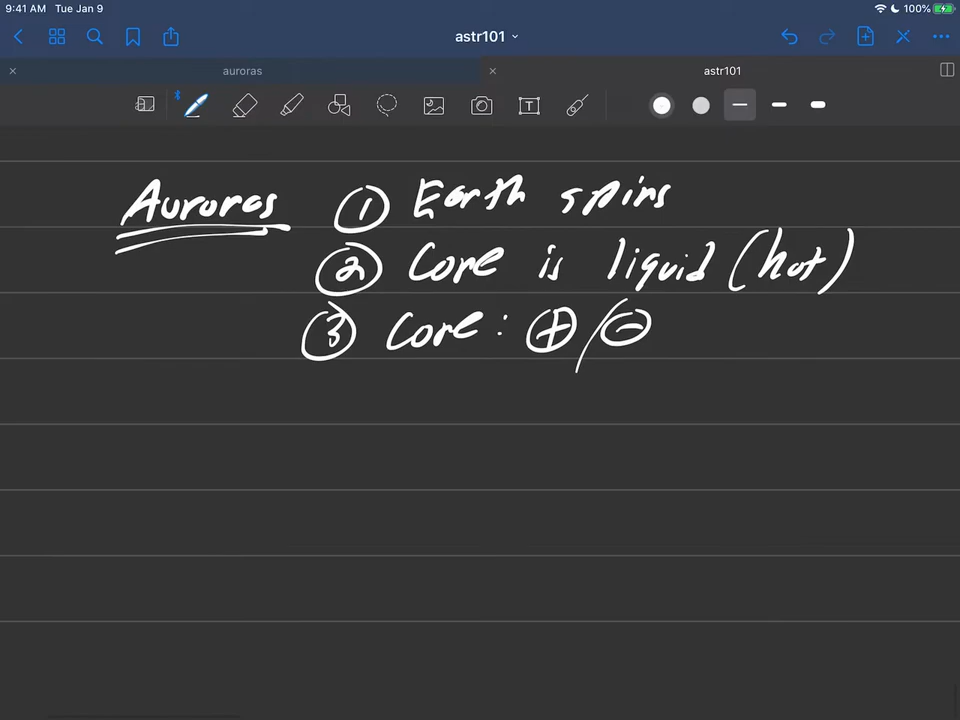 9:41 AM Tue Jan 9 100%
astr101
auroras astr101
T
Auroras ① Earth spins
② Core is liquid (hot)
③ Core: ⊕/⊖